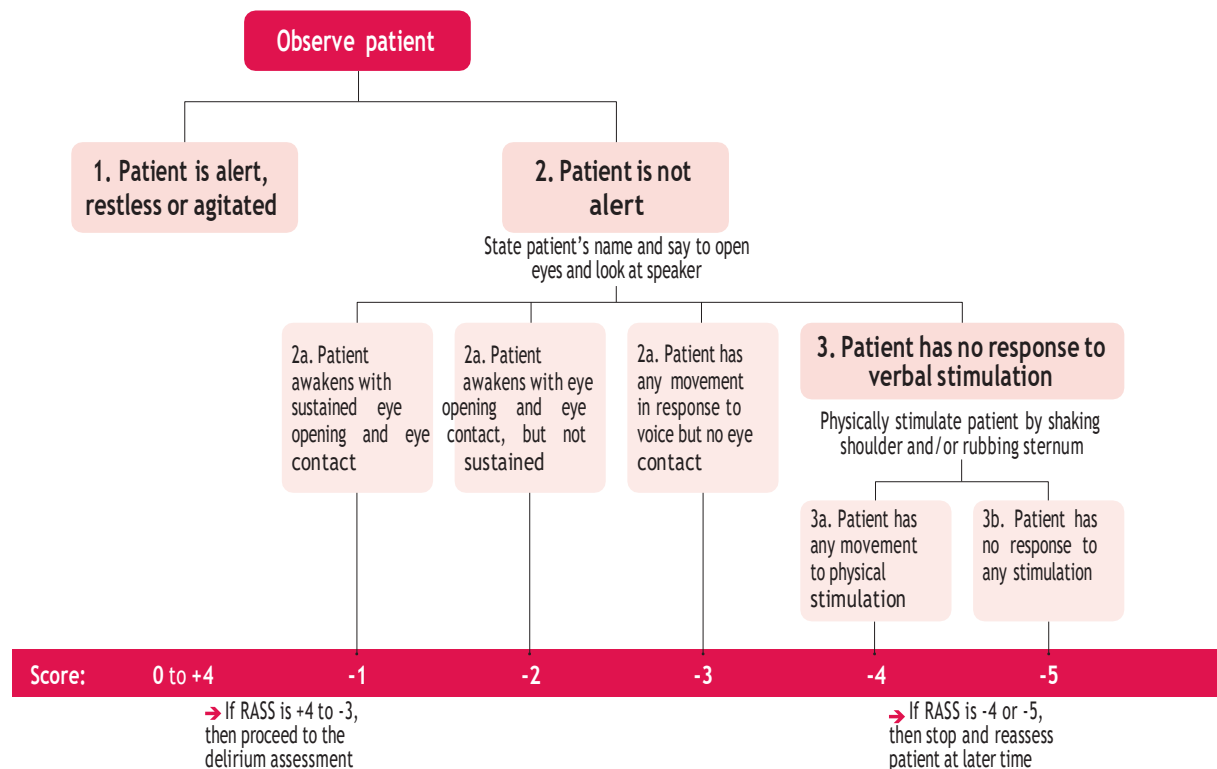 Observe patient
1. Patient is alert,
restless or agitated
2. Patient is not
alert
State patient's name and say to open
eyes and look at speaker
2a. Patient
awakens with
sustained eye
opening and eye
contact
2a. Patient
awakens with eye
opening and eye
contact, but not
sustained
2a. Patient has
any movement
in response to
voice but no eye
contact
3. Patient has no response to
verbal stimulation
Physically stimulate patient by shaking
shoulder and/or rubbing sternum
3a. Patient has
any movement
to physical
stimulation
3b. Patient has
no response to
any stimulation
Score: 0 to +4 -1 -2 -3 -4 -5
➔ If RASS is +4 to -3,
then proceed to the
delirium assessment
➔ If RASS is -4 or -5,
then stop and reassess
patient at later time